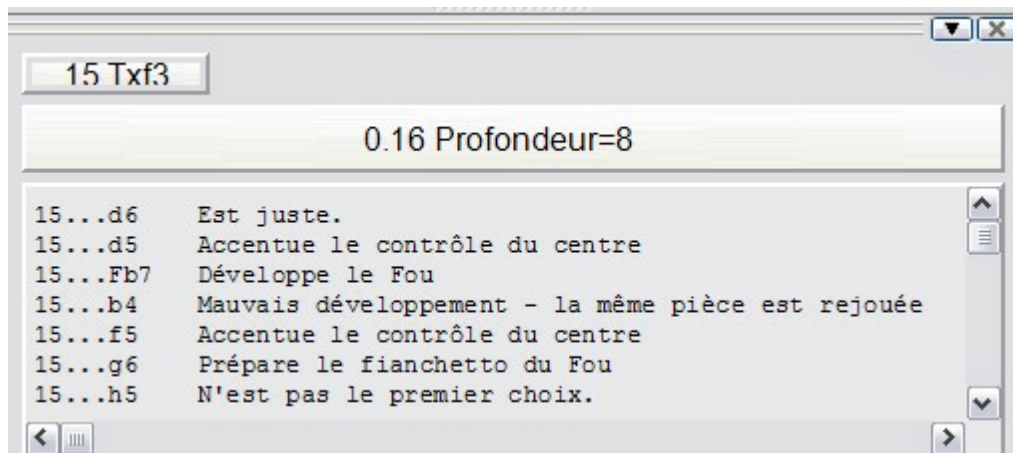 15 Txf3
0.16 Profondeur=8
15...d6 Est juste.
15...d5 Accentue le contrôle du centre
15...Fb7 Développe le Fou
15...b4 Mauvais développement - la même pièce est rejouée
15...f5 Accentue le contrôle du centre
15...g6 Prépare le fianchetto du Fou
15...h5 N'est pas le premier choix.